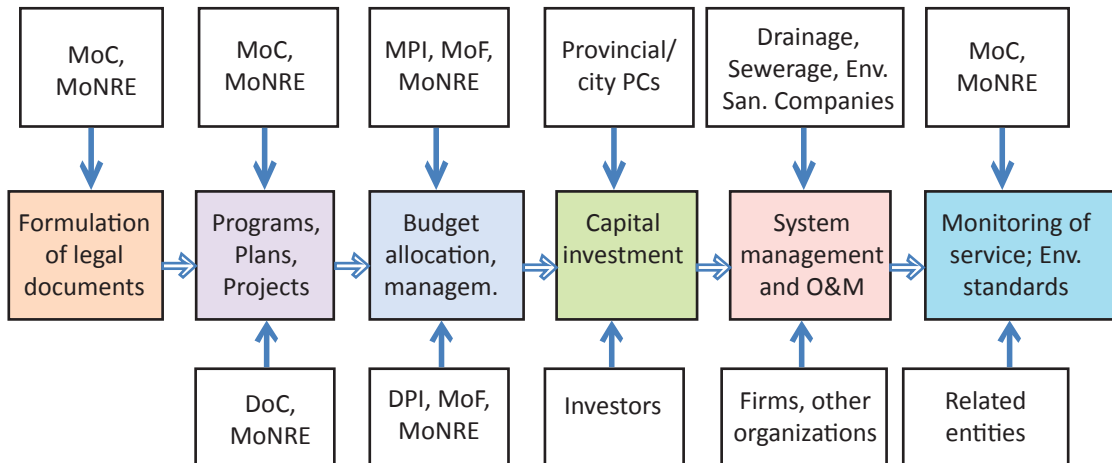 MoC,
MoNRE
MoC,
MoNRE
MPI, MoF,
MoNRE
Provincial/
city PCs
Drainage,
Sewerage, Env.
San. Companies
MoC,
MoNRE
Formulation
of legal
documents
Programs,
Plans,
Projects
Budget
allocation,
managem.
Capital
investment
System
management
and O&M
Monitoring of
service; Env.
standards
DoC,
MoNRE
DPI, MoF,
MoNRE
Investors
Firms, other
organizations
Related
entities